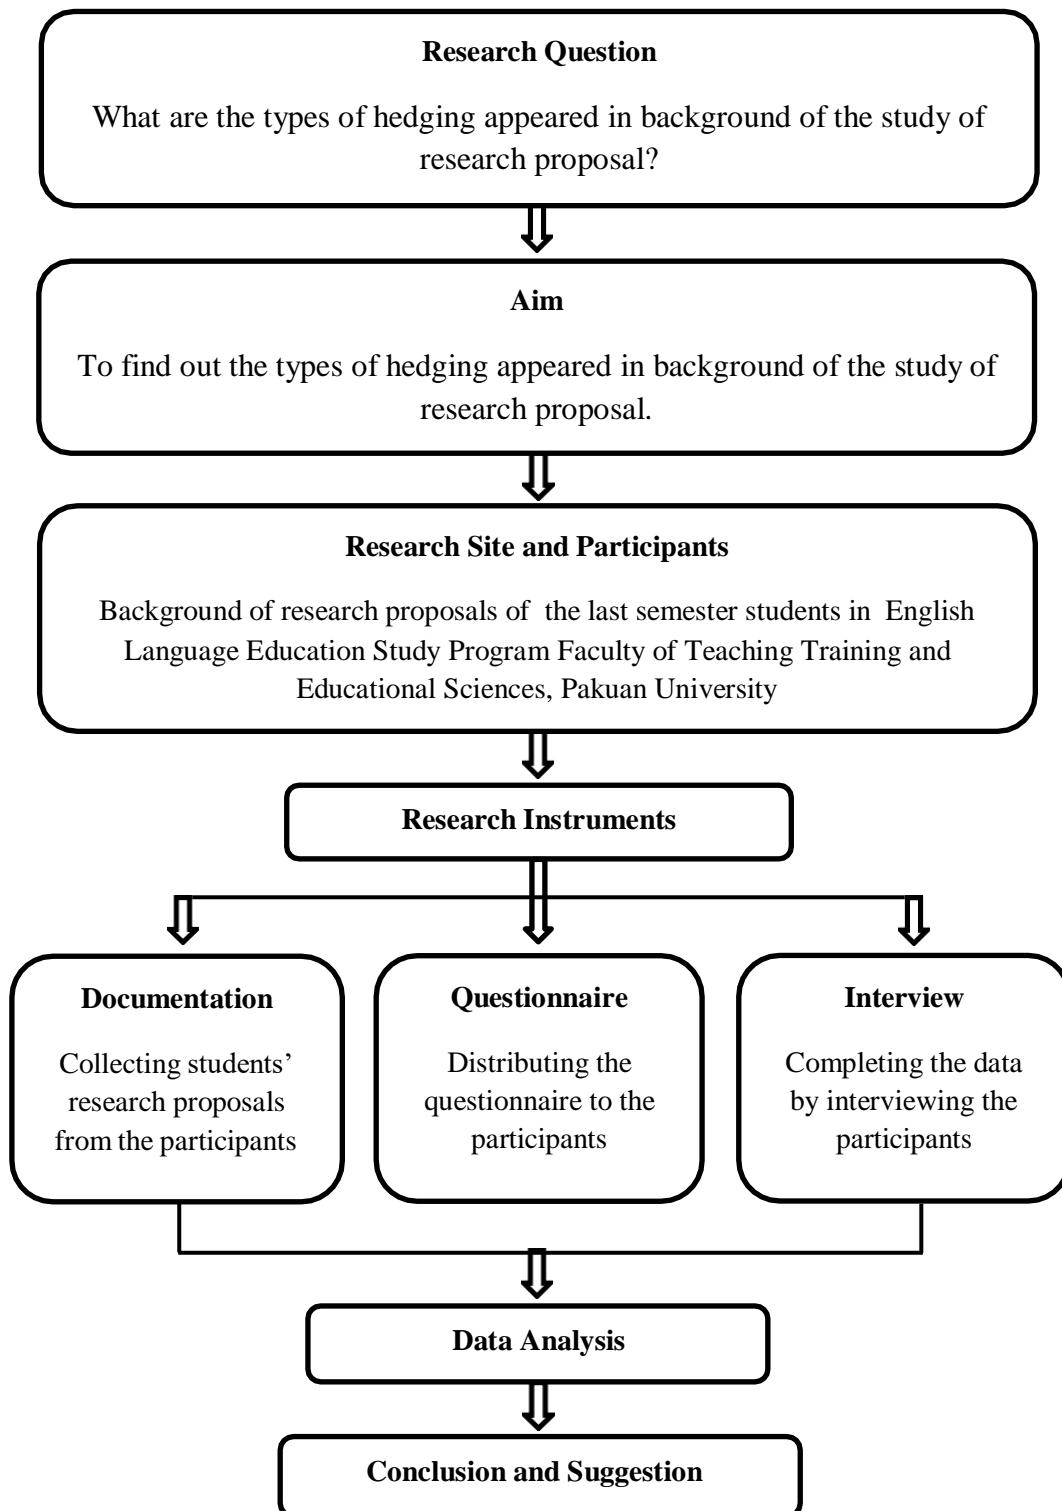 Research Question
What are the types of hedging appeared in background of the study of
research proposal?
Aim
To find out the types of hedging appeared in background of the study of
research proposal.
Research Site and Participants
Background of research proposals of  the last semester students in  English
Language Education Study Program Faculty of Teaching Training and
Educational Sciences, Pakuan University
Research Instruments
Documentation
Collecting students’
research proposals
from the participants
Questionnaire
Distributing the
questionnaire to the
participants
Interview
Completing the data
by interviewing the
participants
Data Analysis
Conclusion and Suggestion